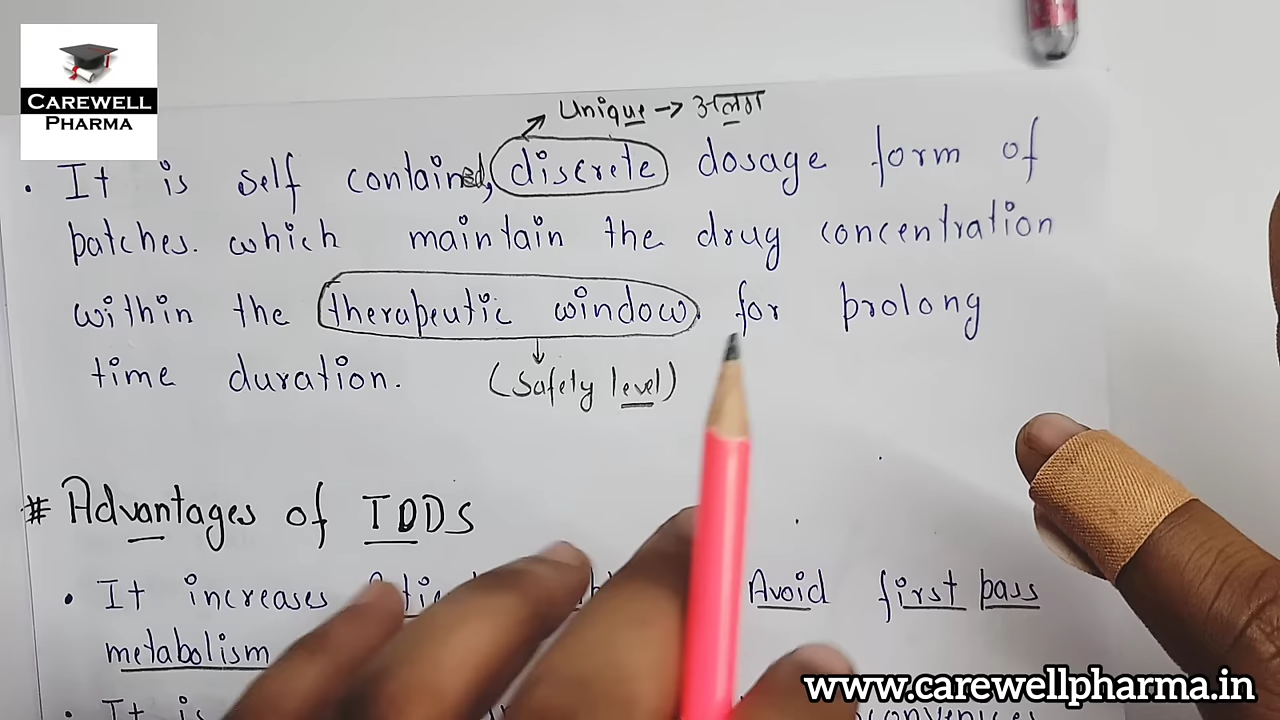 CAREWELL
PHARMA
Unique → अलग
. It is self contained, discrete dosage form of
patches. which maintain the drug concentration
within the therapeutic window. for prolong
time duration.
(Safety level)
# Advantages of TDDS
• It increases Avoid first pass
metabolism
• It is
www.carewellpharma.in